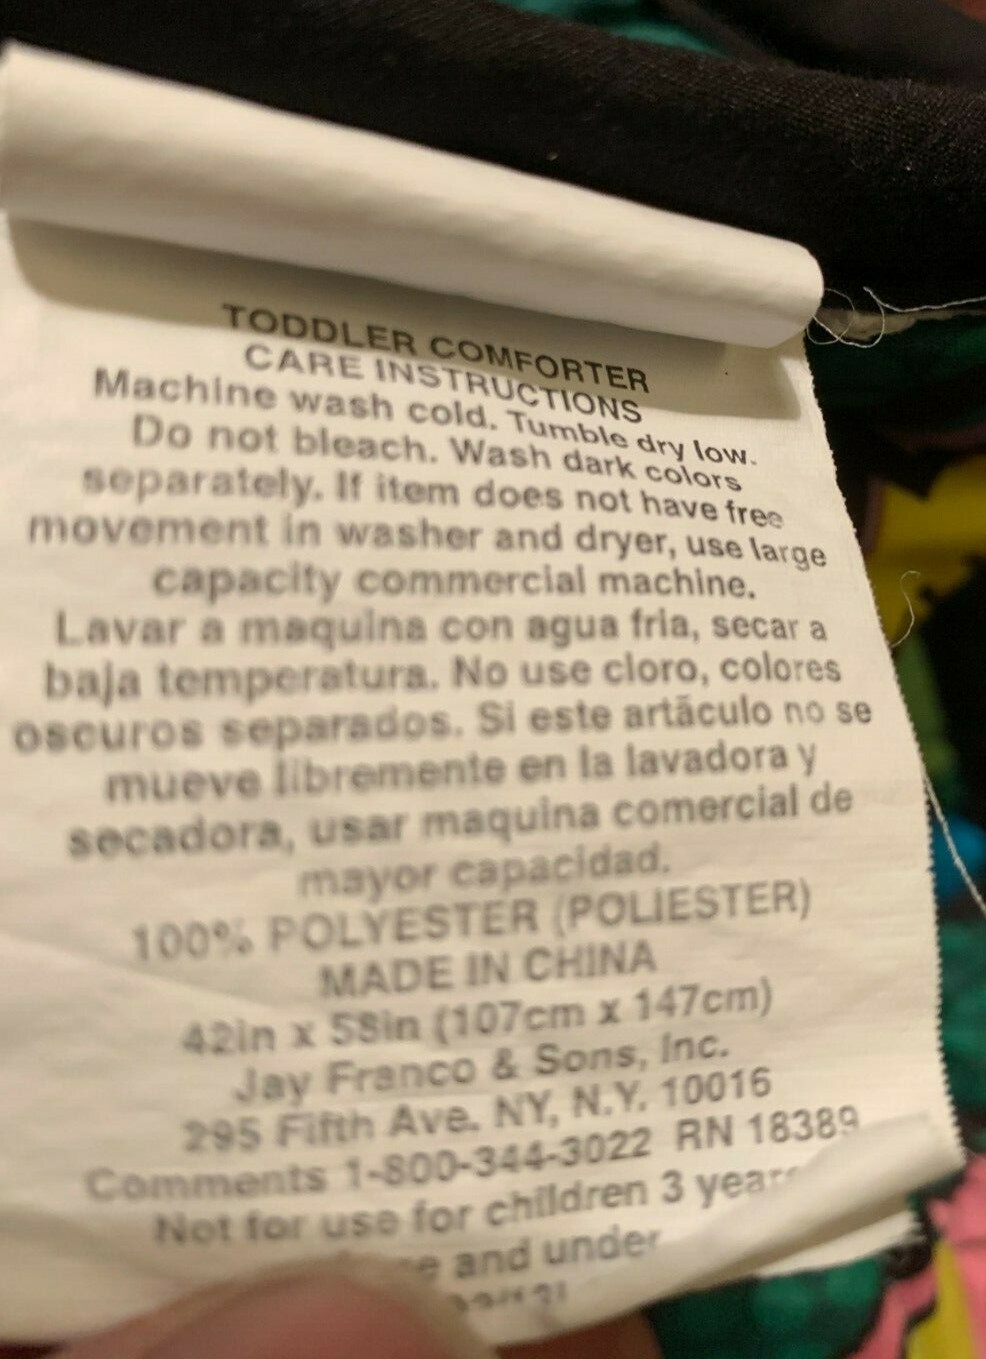 TODDLER COMFORTER
CARE INSTRUCTIONS
Machine wash cold. Tumble dry low.
Do not bleach. Wash dark colors
separately. If item does not have free
movement in washer and dryer, use large
capacity commercial machine.
Lavar a maquina con agua fria, secar a
baja temperatura. No use cloro, colores
oscuros separados. Si este artăculo no se
mueve libremente en la lavadora y
secadora, usar maquina comercial de
mayor capacidad.
100% POLYESTER (POLIESTER)
MADE IN CHINA
42in x 58in (107cm x 147cm)
Jay Franco & Sons, Inc.
295 Fifth Ave. NY, N.Y. 10016
Comments 1-800-344-3022 RN 18389
Not for use for children 3 years
and under